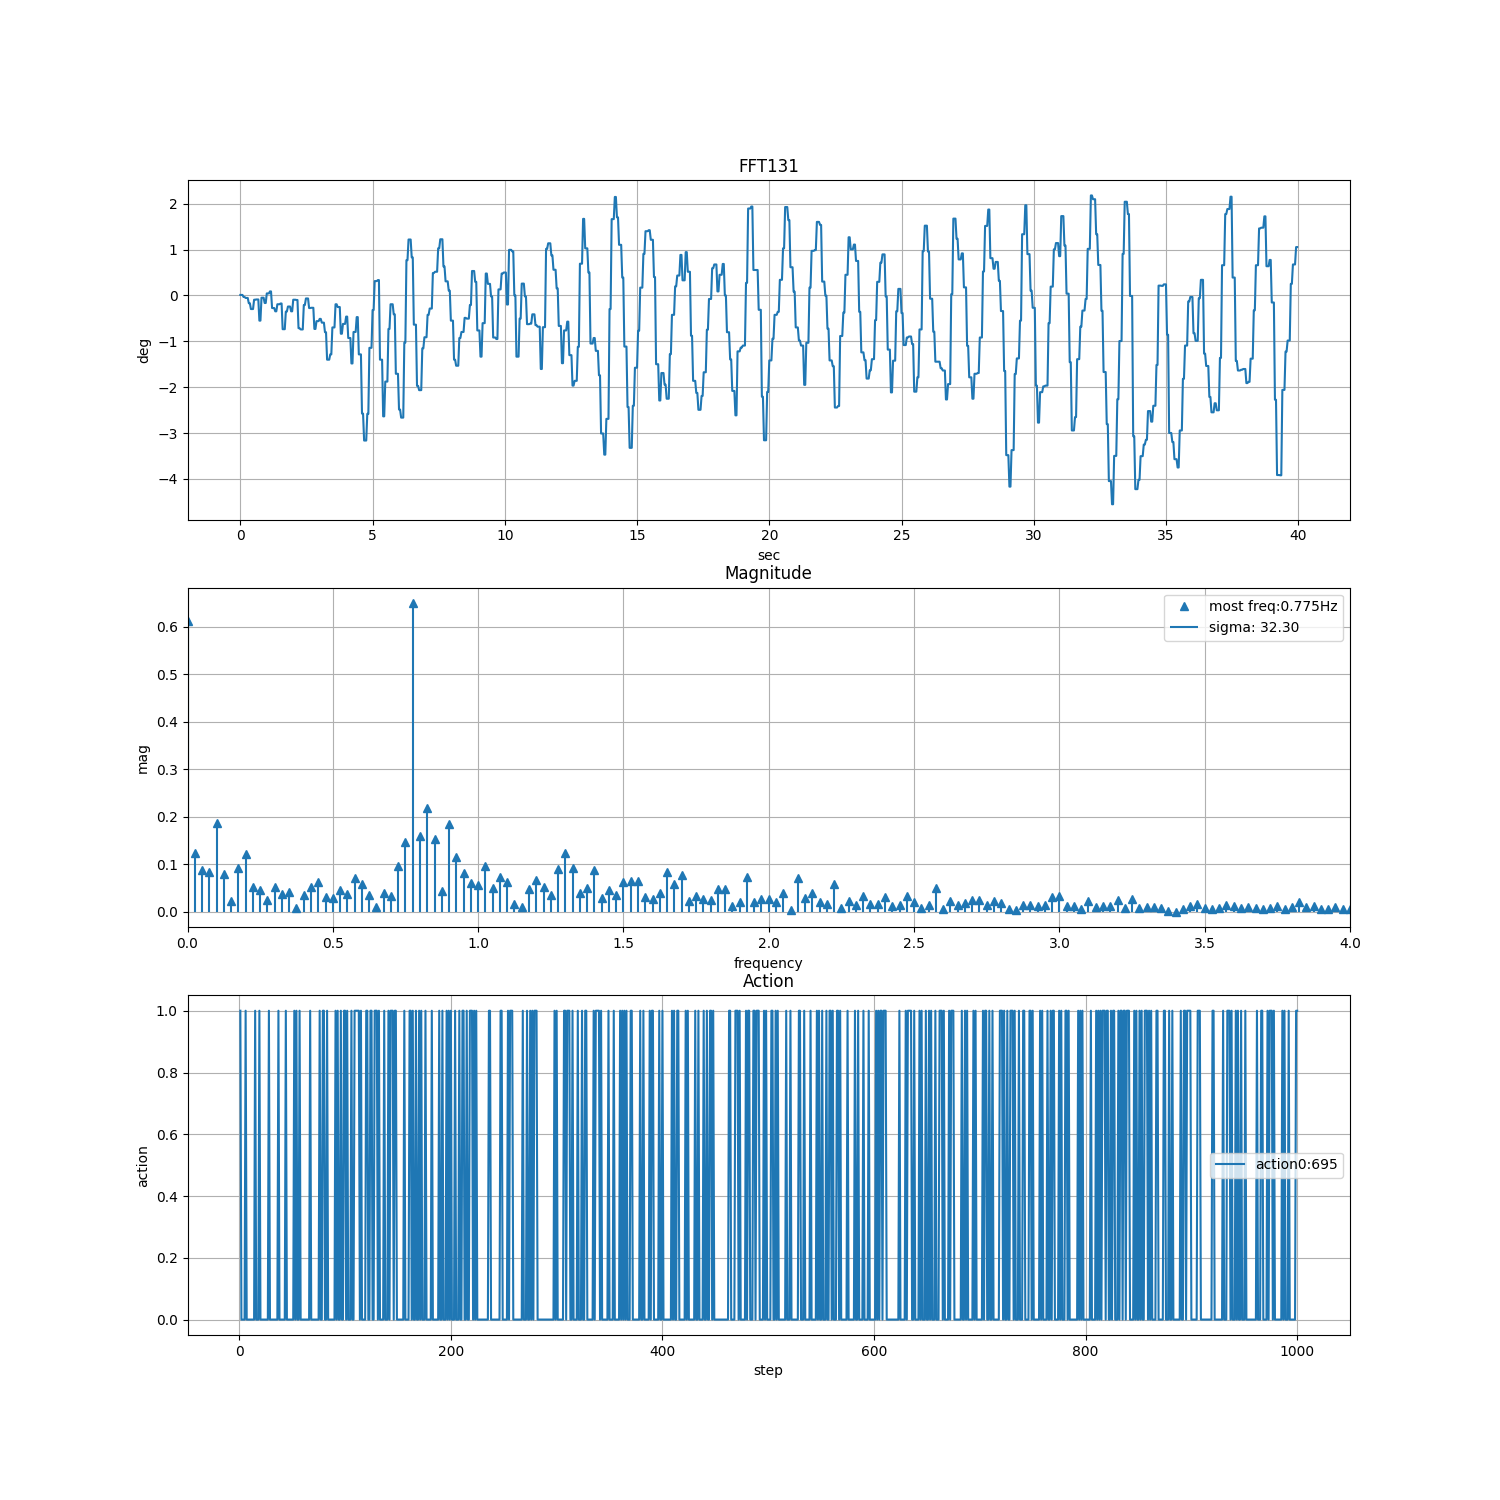 FFT131
2
1
0
−1
−2
−3
−4
deg
0 5 10 15 20 25 30 35 40
sec
Magnitude
most freq:0.775Hz
sigma: 32.30
0.6
0.5
0.4
0.3
0.2
0.1
0.0
mag
0.0 0.5 1.0 1.5 2.0 2.5 3.0 3.5 4.0
frequency
Action
1.0
0.8
0.6
0.4
0.2
0.0
action
action0:695
0 200 400 600 800 1000
step